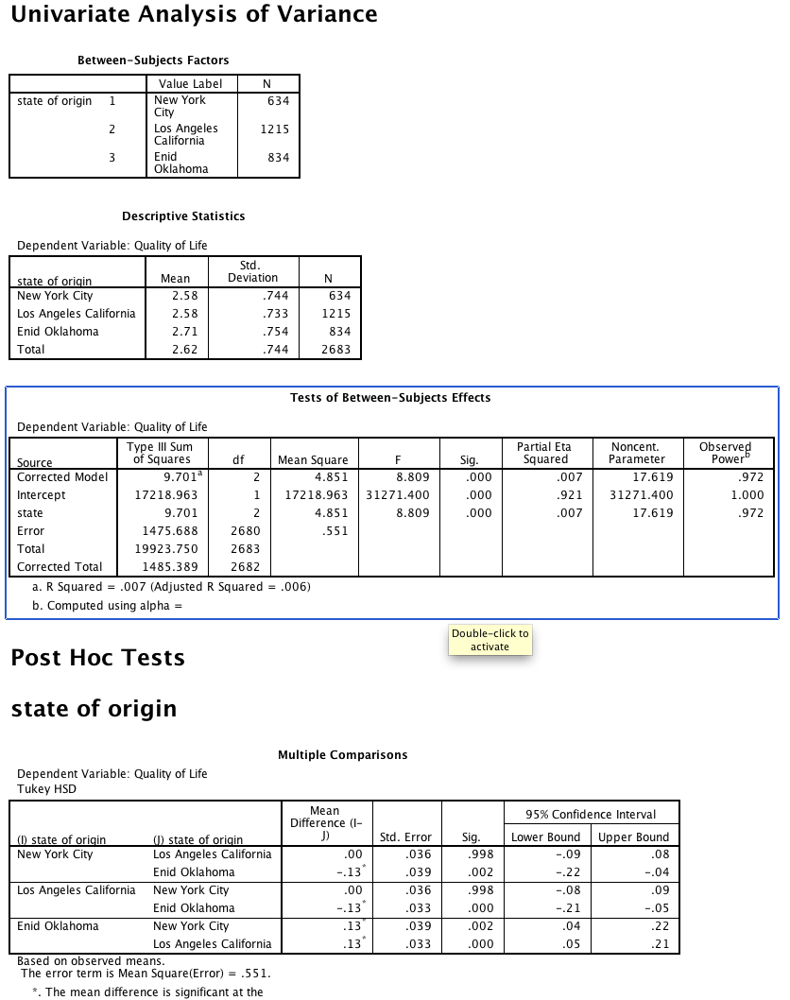 Univariate Analysis of Variance
Between-Subjects Factors
Value Label N
state of origin 1 New York City 634
2 Los Angeles California 1215
3 Enid Oklahoma 834
Descriptive Statistics
Dependent Variable: Quality of Life
state of origin Mean Std. Deviation N
New York City 2.58 .744 634
Los Angeles California 2.58 .733 1215
Enid Oklahoma 2.71 .754 834
Total 2.62 .744 2683
Tests of Between-Subjects Effects
Dependent Variable: Quality of Life
Source Type III Sum of Squares df Mean Square F Sig. Partial Eta Squared Noncent. Parameter Observed Power^b
Corrected Model 9.701^a 2 4.851 8.809 .000 .007 17.619 .972
Intercept 17218.963 1 17218.963 31271.400 .000 .921 31271.400 1.000
state 9.701 2 4.851 8.809 .000 .007 17.619 .972
Error 1475.688 2680 .551
Total 19923.750 2683
Corrected Total 1485.389 2682
a. R Squared = .007 (Adjusted R Squared = .006)
b. Computed using alpha =
Double-click to activate
Post Hoc Tests
state of origin
Multiple Comparisons
Dependent Variable: Quality of Life
Tukey HSD
(I) state of origin (J) state of origin Mean Difference (I-J) Std. Error Sig. 95% Confidence Interval
Lower Bound Upper Bound
New York City Los Angeles California .00 .036 .998 -.09 .08
Enid Oklahoma -.13* .039 .002 -.22 -.04
Los Angeles California New York City .00 .036 .998 -.08 .09
Enid Oklahoma -.13* .033 .000 -.21 -.05
Enid Oklahoma New York City .13* .039 .002 .04 .22
Los Angeles California .13* .033 .000 .05 .21
Based on observed means.
The error term is Mean Square(Error) = .551.
*. The mean difference is significant at the